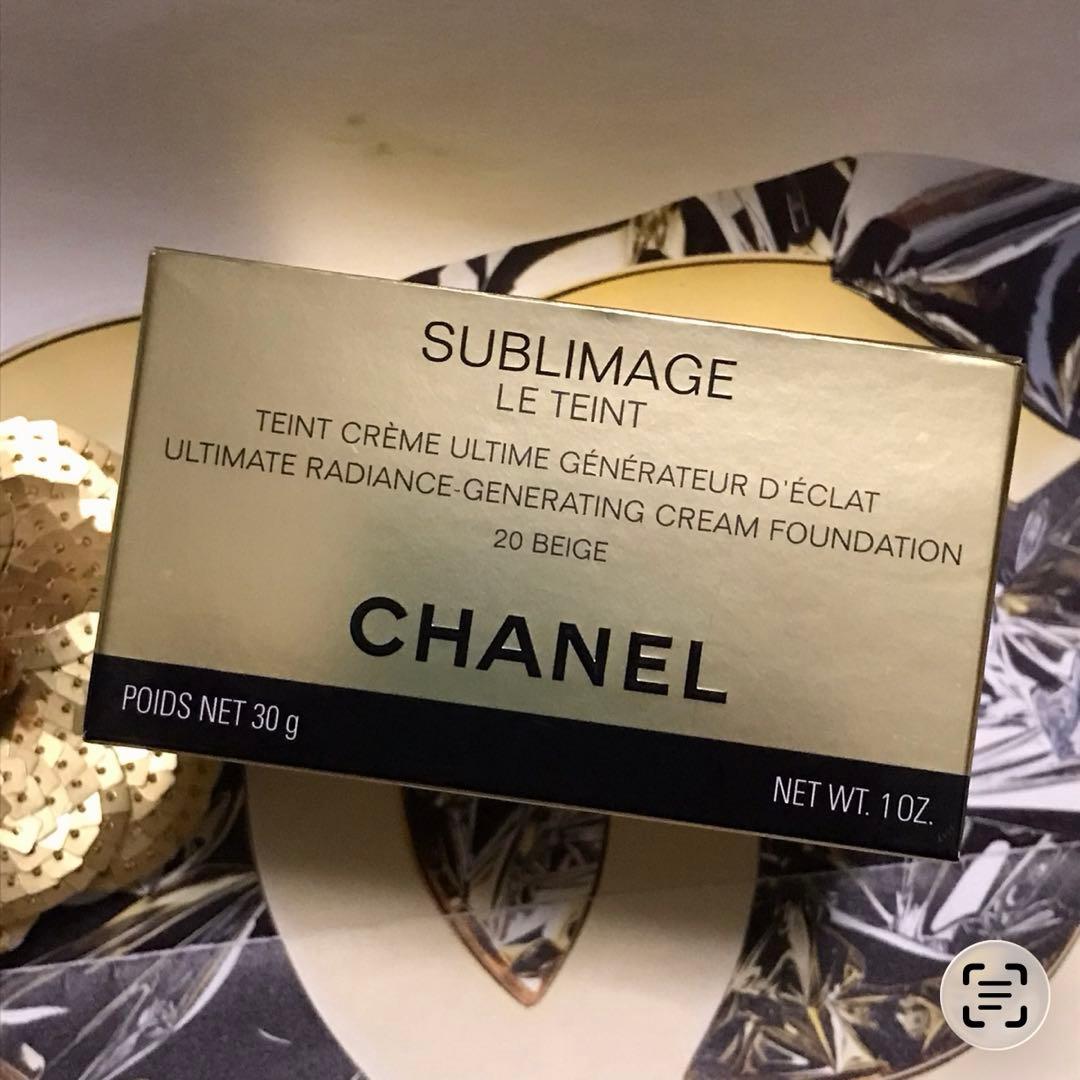 SUBLIMAGE
LE TEINT
TEINT CRÈME ULTIME GÉNÉRATEUR D'ÉCLAT
ULTIMATE RADIANCE-GENERATING CREAM FOUNDATION
20 BEIGE
CHANEL
POIDS NET 30 g
NET WT. 1 OZ.